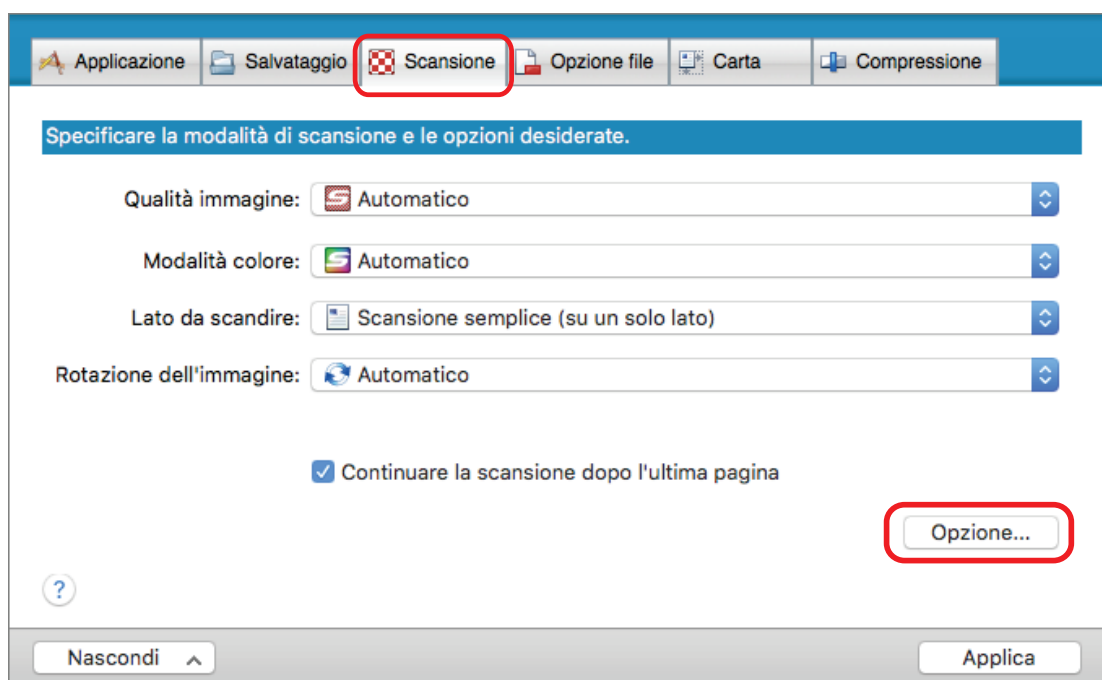 Applicazione Salvataggio Scansione Opzione file Carta Compressione
Specificare la modalità di scansione e le opzioni desiderate.
Qualità immagine: Automatico
Modalità colore: Automatico
Lato da scandire: Scansione semplice (su un solo lato)
Rotazione dell'immagine: Automatico
Continuare la scansione dopo l'ultima pagina
Opzione...
?
Nascondi Applica